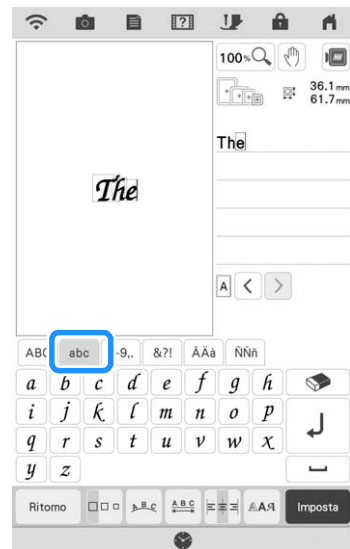 100%
36.1 mm
61.7 mm
The
The
A < >
ABC abc -9,. &?! ÄÄà ÑÑñ
a b c d e f g h
i j k l m n o p
q r s t u v w x
y z
Ritorno ABC ABC AAA Imposta